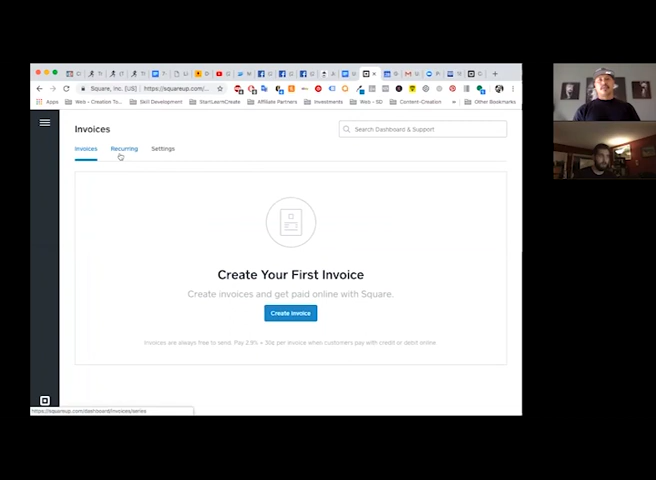 Square, Inc. [US]
https://squareup.com/...
Apps
Web - Creation To...
Skill Development
StartLearnCreate
Affiliate Partners
Investments
Web - SD
Content-Creation
Other Bookmarks
Invoices
Search Dashboard & Support
Invoices
Recurring
Settings
Create Your First Invoice
Create invoices and get paid online with Square.
Create Invoice
Invoices are always free to send. Pay 2.9% + 30¢ per invoice when customers pay with credit or debit online.
https://squareup.com/dashboard/invoices/series